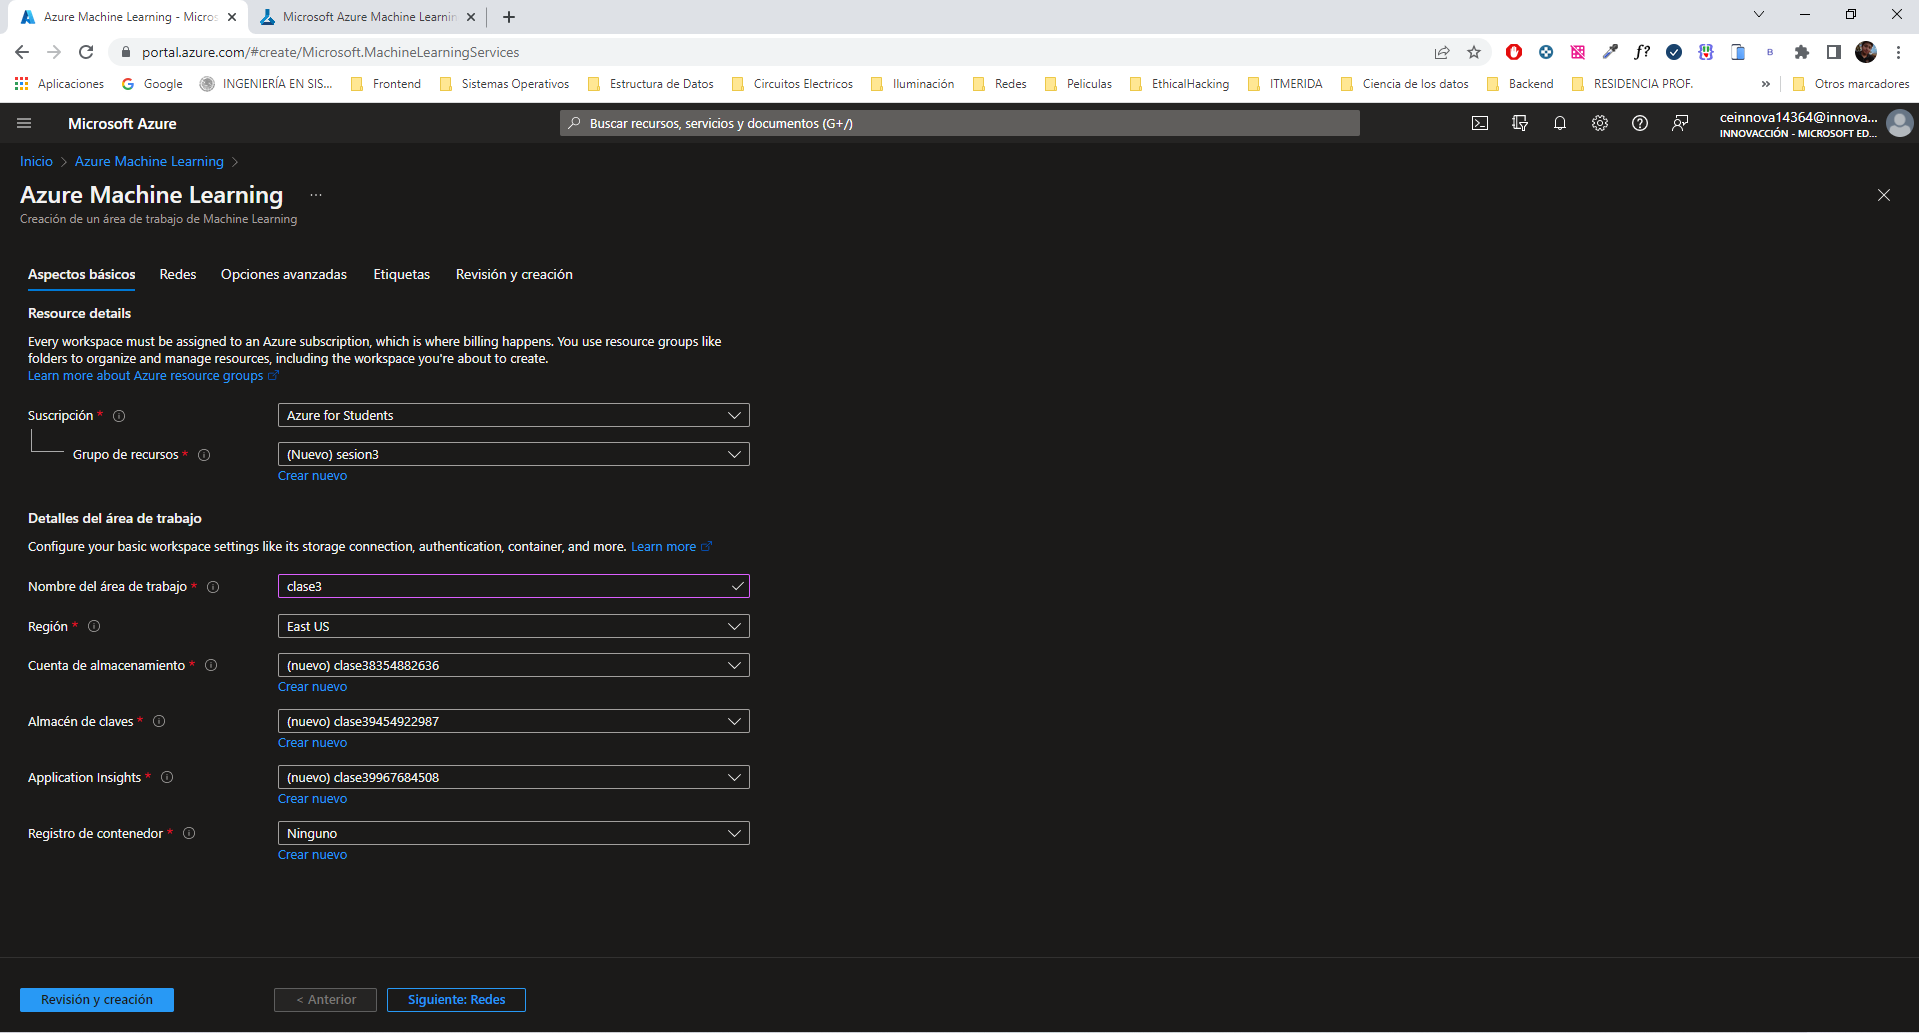 Azure Machine Learning - Micros
Microsoft Azure Machine Learnin
portal.azure.com/#create/Microsoft.MachineLearningServices
f?
B
Aplicaciones
Google
INGENIERÍA EN SIS...
Frontend
Sistemas Operativos
Estructura de Datos
Circuitos Electricos
Iluminación
Redes
Peliculas
EthicalHacking
ITMERIDA
Ciencia de los datos
Backend
RESIDENCIA PROF.
»
Otros marcadores
Microsoft Azure
Buscar recursos, servicios y documentos (G+/)
ceinnova14364@innova...
INNOVACCIÓN - MICROSOFT ED...
Inicio > Azure Machine Learning >
Azure Machine Learning ...
Creación de un área de trabajo de Machine Learning
Aspectos básicos
Redes
Opciones avanzadas
Etiquetas
Revisión y creación
Resource details
Every workspace must be assigned to an Azure subscription, which is where billing happens. You use resource groups like
folders to organize and manage resources, including the workspace you're about to create.
Learn more about Azure resource groups
Suscripción *
Azure for Students
Grupo de recursos *
(Nuevo) sesion3
Crear nuevo
Detalles del área de trabajo
Configure your basic workspace settings like its storage connection, authentication, container, and more. Learn more
Nombre del área de trabajo *
clase3
Región *
East US
Cuenta de almacenamiento *
(nuevo) clase38354882636
Crear nuevo
Almacén de claves *
(nuevo) clase39454922987
Crear nuevo
Application Insights *
(nuevo) clase39967684508
Crear nuevo
Registro de contenedor *
Ninguno
Crear nuevo
Revisión y creación
< Anterior
Siguiente: Redes